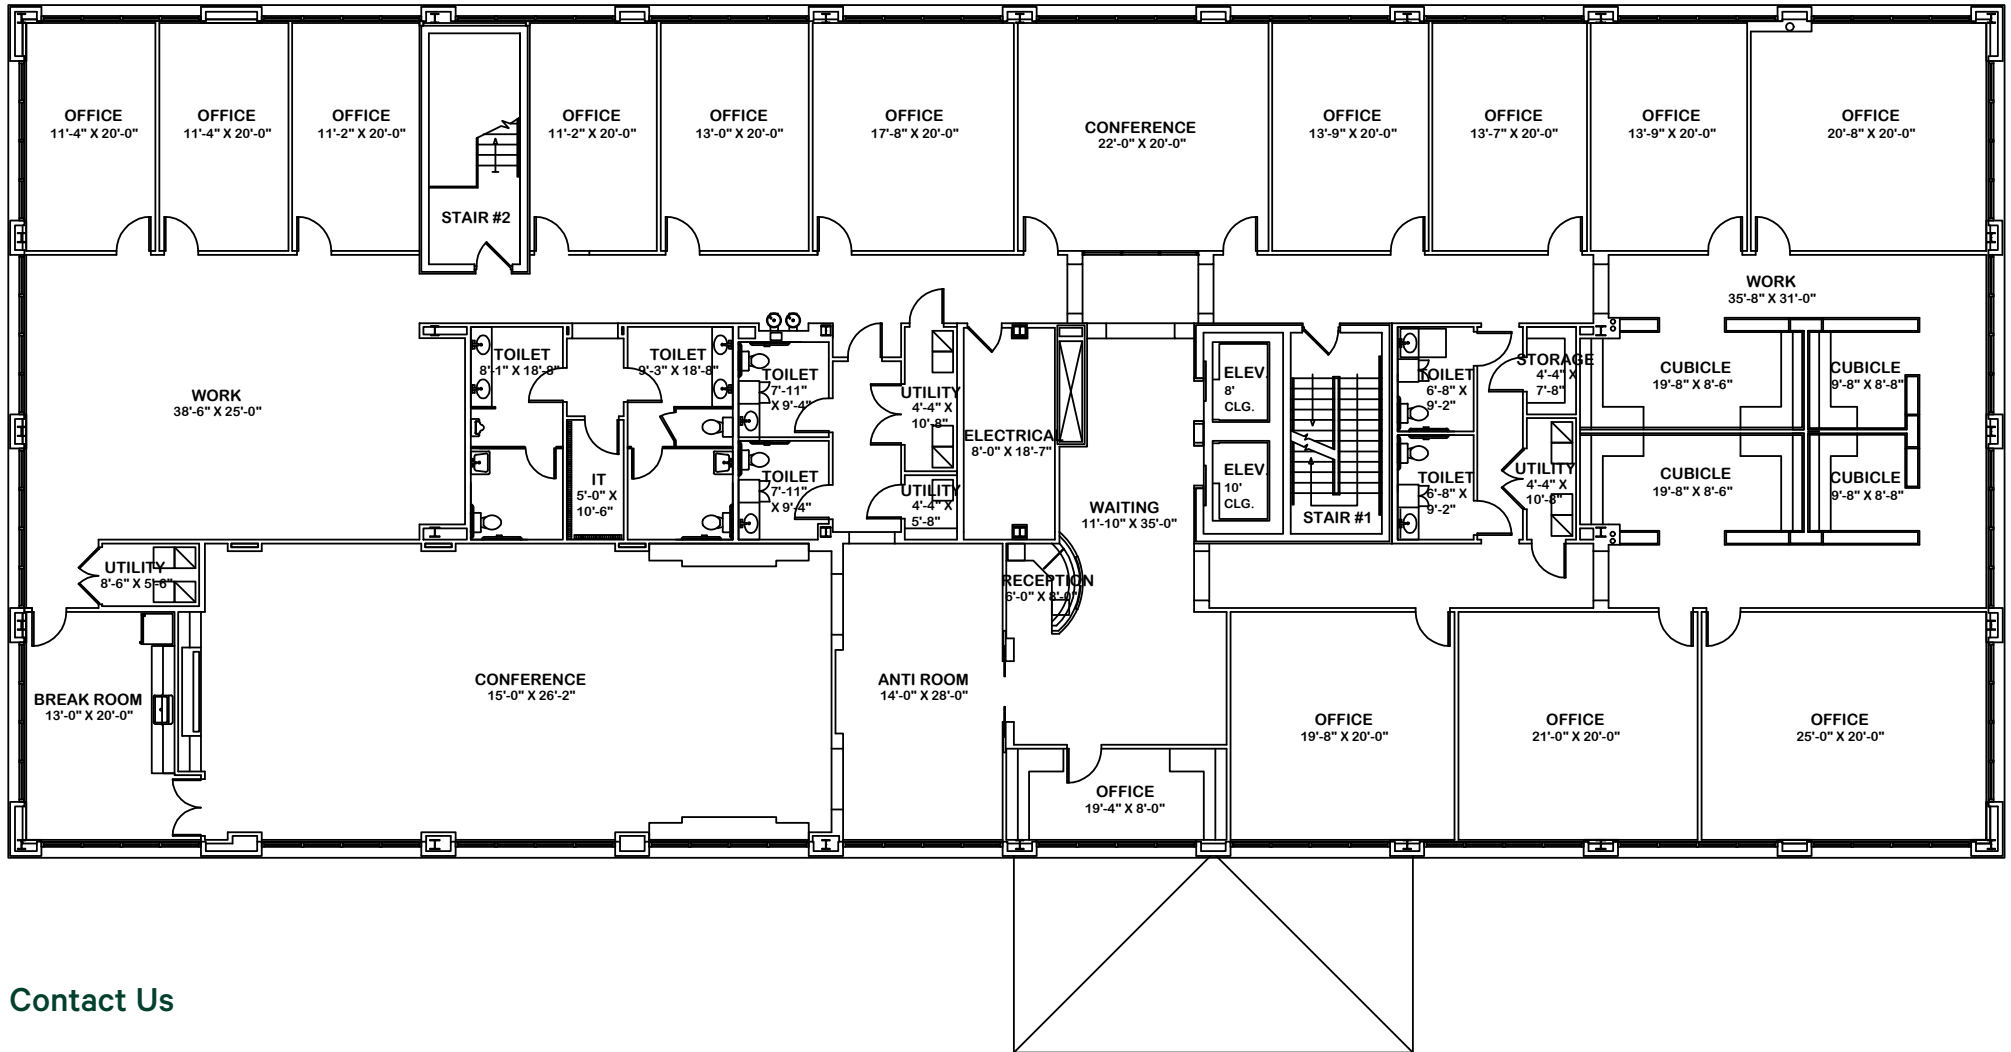 OFFICE
11'-4" X 20'-0"
OFFICE
11'-4" X 20'-0"
OFFICE
11'-2" X 20'-0"
STAIR #2
OFFICE
11'-2" X 20'-0"
OFFICE
13'-0" X 20'-0"
OFFICE
17'-8" X 20'-0"
CONFERENCE
22'-0" X 20'-0"
OFFICE
13'-9" X 20'-0"
OFFICE
13'-7" X 20'-0"
OFFICE
13'-9" X 20'-0"
OFFICE
20'-8" X 20'-0"
WORK
35'-8" X 31'-0"
WORK
38'-6" X 25'-0"
TOILET
8'-1" X 18'-8"
TOILET
9'-3" X 18'-8"
TOILET
7'-11"
X 9'-4"
UTILITY
4'-4" X
10'-8"
ELECTRICAL
8'-0" X 18'-7"
ELEV.
8'
CLG.
TOILET
6'-8" X
9'-2"
STORAGE
4'-4" X
7'-8"
CUBICLE
19'-8" X 8'-6"
CUBICLE
9'-8" X 8'-8"
IT
5'-0" X
10'-6"
TOILET
7'-11"
X 9'-4"
UTILITY
4'-4" X
5'-8"
WAITING
11'-10" X 35'-0"
ELEV.
10'
CLG.
STAIR #1
TOILET
6'-8" X
9'-2"
UTILITY
4'-4" X
10'-8"
CUBICLE
19'-8" X 8'-6"
CUBICLE
9'-8" X 8'-8"
UTILITY
8'-6" X 5'-6"
RECEPTION
6'-0" X 8'-0"
BREAK ROOM
13'-0" X 20'-0"
CONFERENCE
15'-0" X 26'-2"
ANTI ROOM
14'-0" X 28'-0"
OFFICE
19'-8" X 20'-0"
OFFICE
21'-0" X 20'-0"
OFFICE
25'-0" X 20'-0"
OFFICE
19'-4" X 8'-0"
Contact Us